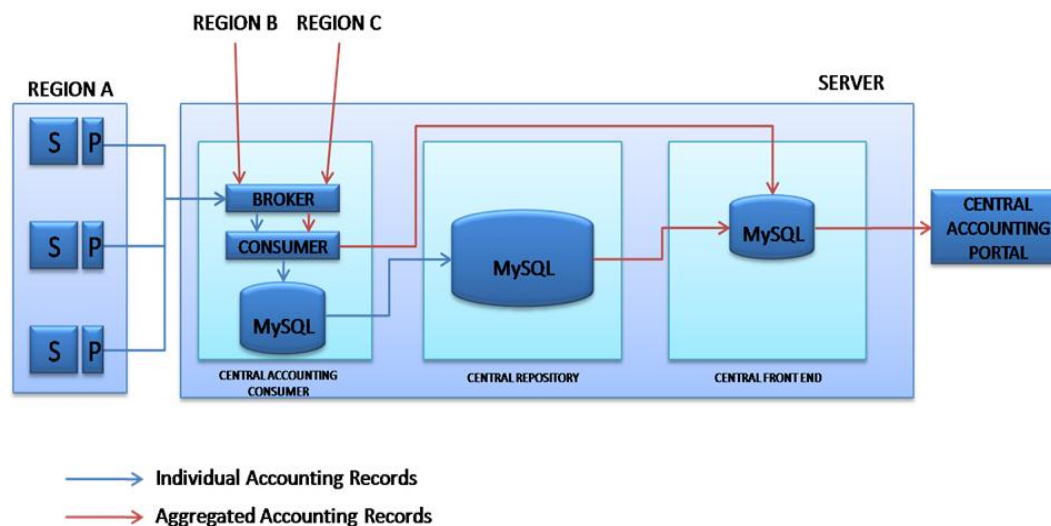 REGION B
REGION C
REGION A
SERVER
S P
S P
S P
BROKER
CONSUMER
MySQL
CENTRAL ACCOUNTING
CONSUMER
MySQL
CENTRAL REPOSITORY
MySQL
CENTRAL FRONT END
CENTRAL
ACCOUNTING
PORTAL
Individual Accounting Records
Aggregated Accounting Records